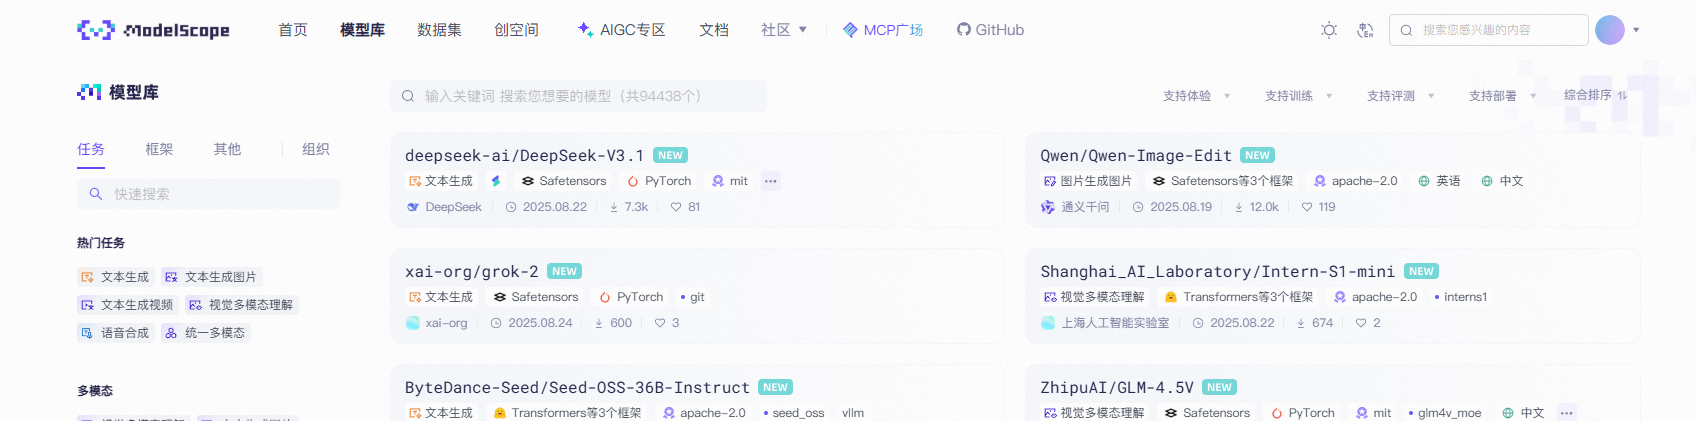 ModelScope 首页 模型库 数据集 创空间 AIGC专区 文档 社区 MCP广场 GitHub 搜索您感兴趣的内容
模型库
输入关键词 搜索您想要的模型（共94438个）
支持体验 支持训练 支持评测 支持部署 综合排序
任务 框架 其他 组织
快速搜索
热门任务
文本生成 文本生成图片
文本生成视频 视觉多模态理解
语音合成 统一多模态
多模态
deepseek-ai/DeepSeek-V3.1 NEW
文本生成 Safetensors PyTorch mit ···
DeepSeek 2025.08.22 7.3k 81
Qwen/Qwen-Image-Edit NEW
图片生成图片 Safetensors等3个框架 apache-2.0 英语 中文
通义千问 2025.08.19 12.0k 119
xai-org/grok-2 NEW
文本生成 Safetensors PyTorch git
xai-org 2025.08.24 600 3
Shanghai_AI_Laboratory/Intern-S1-mini NEW
视觉多模态理解 Transformers等3个框架 apache-2.0 interns1
上海人工智能实验室 2025.08.22 674 2
ByteDance-Seed/Seed-OSS-36B-Instruct NEW
文本生成 Transformers等3个框架 apache-2.0 seed_oss vllm
ZhipuAI/GLM-4.5V NEW
视觉多模态理解 Safetensors PyTorch mit glm4v_moe 中文 ···